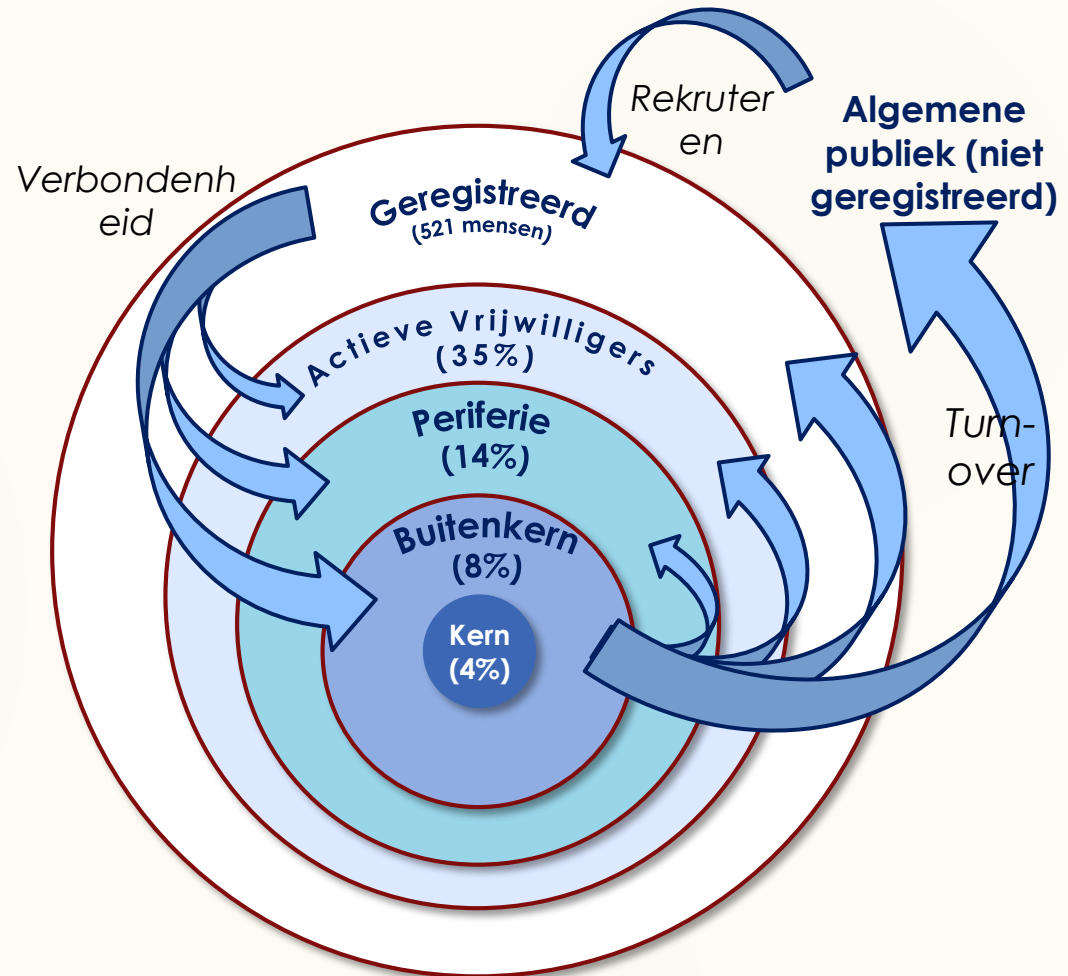 Rekruter
en
Algemene
publiek (niet
geregistreerd)
Verbondenh
eid
Geregistreerd
(521 mensen)
Actieve Vrijwilligers
(35%)
Periferie
(14%)
Turn-
over
Buitenkern
(8%)
Kern
(4%)